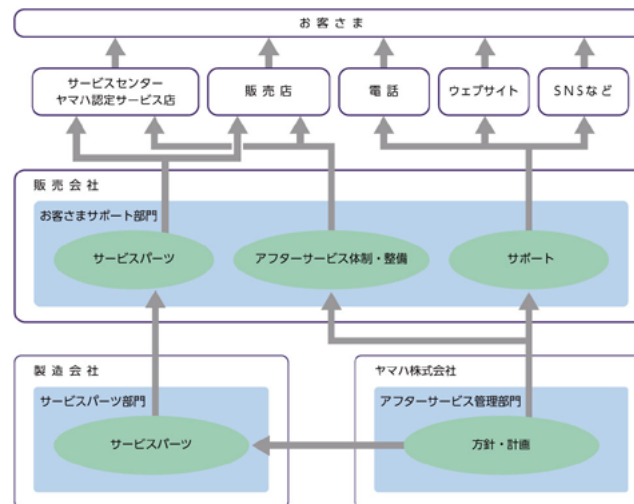 お客さま
サービスセンター
ヤマハ認定サービス店
販売店
電話
ウェブサイト
SNSなど
販売会社
お客さまサポート部門
サービスパーツ
アフターサービス体制・整備
サポート
製造会社
サービスパーツ部門
サービスパーツ
ヤマハ株式会社
アフターサービス管理部門
方針・計画